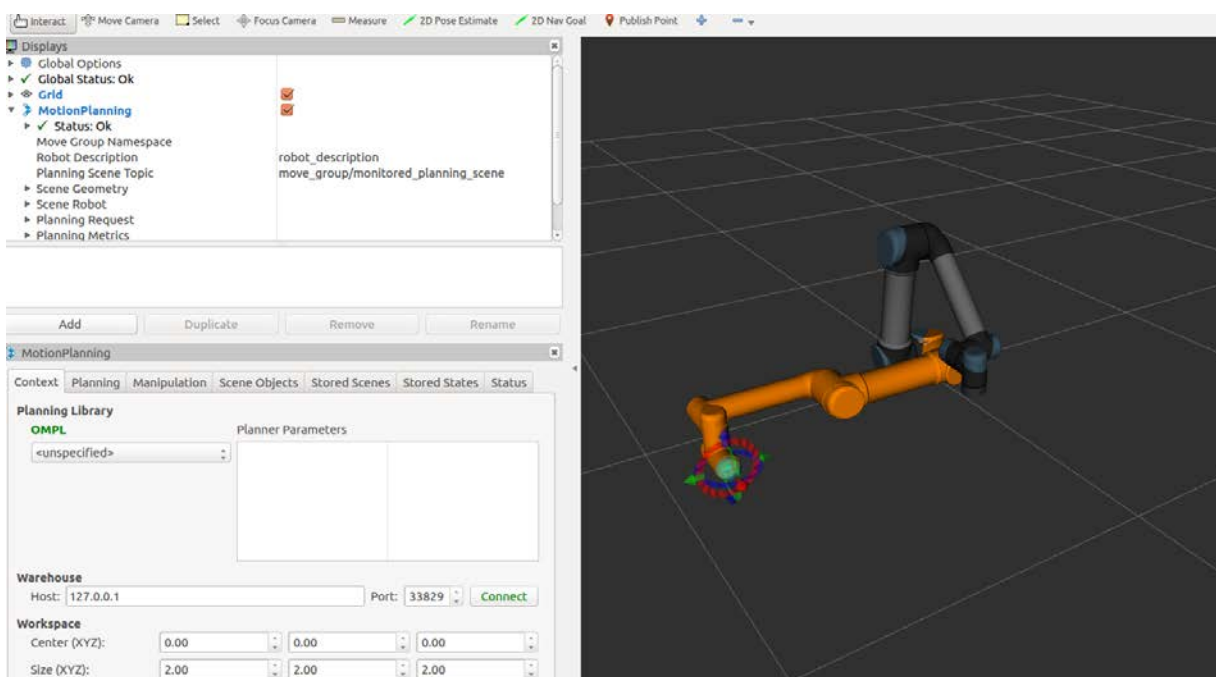 Interact Move Camera Select Focus Camera Measure 2D Pose Estimate 2D Nav Goal Publish Point
Displays
Global Options
Global Status: Ok
Grid
MotionPlanning
Status: Ok
Move Group Namespace
Robot Description robot_description
Planning Scene Topic move_group/monitored_planning_scene
Scene Geometry
Scene Robot
Planning Request
Planning Metrics
Add Duplicate Remove Rename
MotionPlanning
Context Planning Manipulation Scene Objects Stored Scenes Stored States Status
Planning Library
OMPL Planner Parameters
<unspecified>
Warehouse
Host: 127.0.0.1 Port: 33829 Connect
Workspace
Center (XYZ): 0.00 0.00 0.00
Size (XYZ): 2.00 2.00 2.00